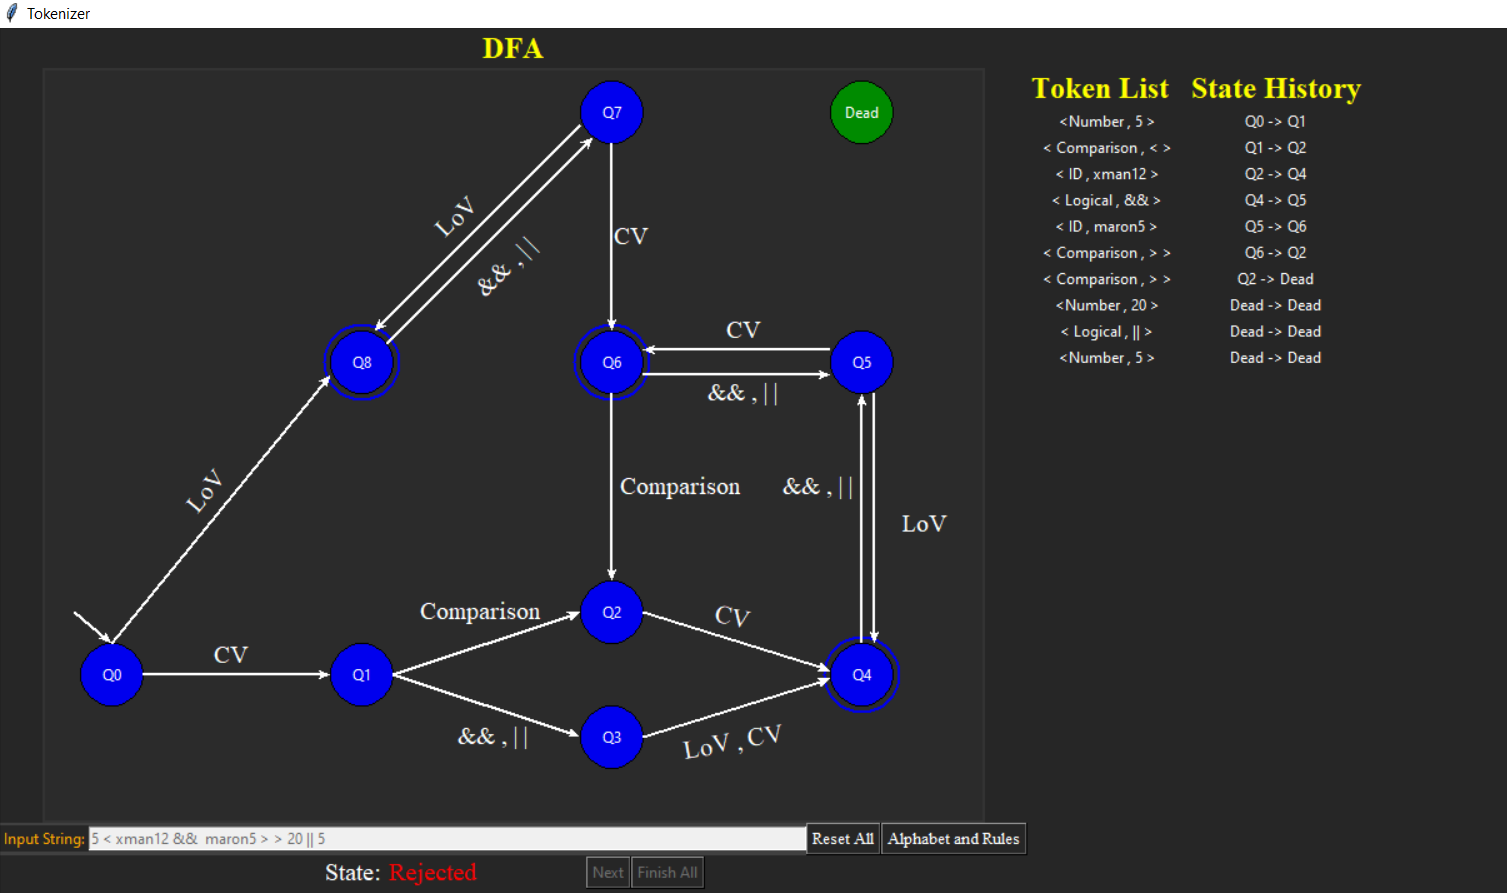 Tokenizer
DFA
Q7
Dead
LoV
&& , | |
CV
Q8
Q6
Q5
CV
&& , | |
LoV
Comparison
&& , | |
LoV
Comparison
Q2
CV
Q0
CV
Q1
Q4
&& , | |
Q3
LoV , CV
Token List State History
<Number , 5 > Q0 -> Q1
< Comparison , < > Q1 -> Q2
< ID , xman12 > Q2 -> Q4
< Logical , && > Q4 -> Q5
< ID , maron5 > Q5 -> Q6
< Comparison , > > Q6 -> Q2
< Comparison , > > Q2 -> Dead
<Number , 20 > Dead -> Dead
< Logical , || > Dead -> Dead
<Number , 5 > Dead -> Dead
Input String: 5 < xman12 &&  maron5 > > 20 || 5 Reset All Alphabet and Rules
State: Rejected Next Finish All